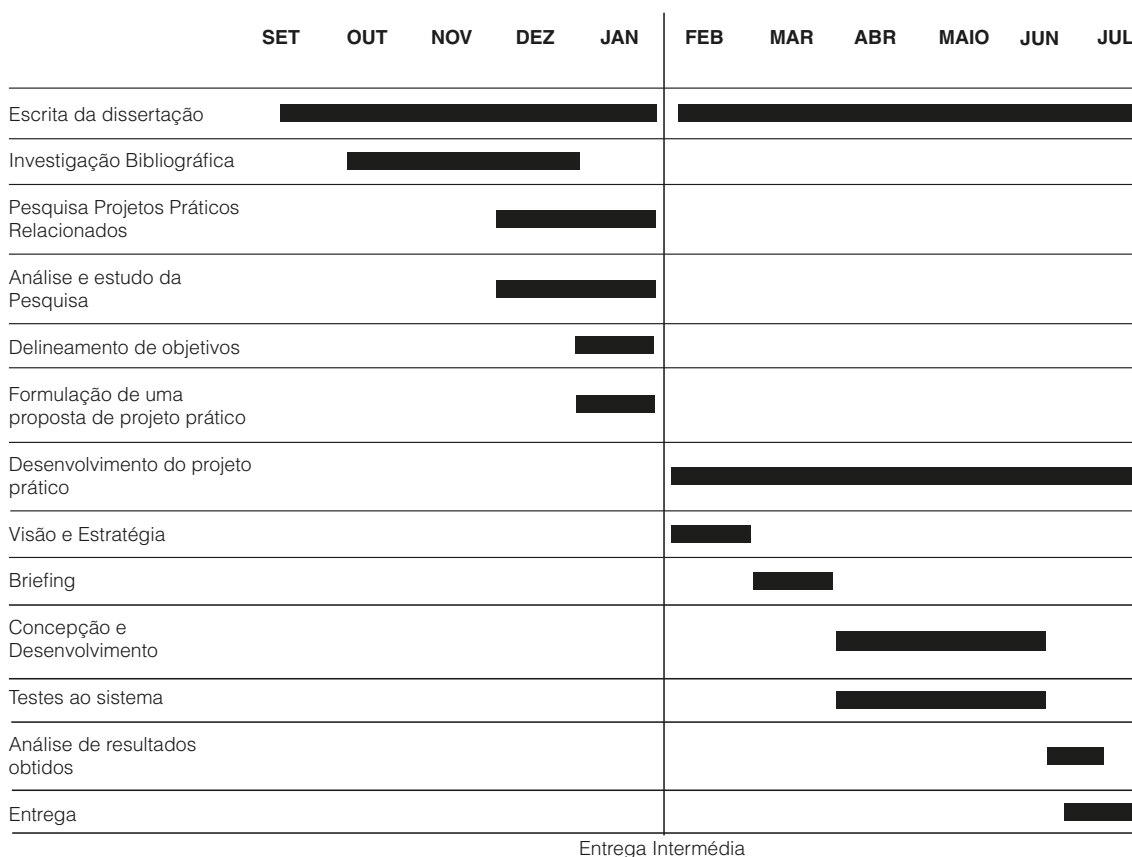 SET OUT NOV DEZ JAN FEB MAR ABR MAIO JUN JUL
Escrita da dissertação
Investigação Bibliográfica
Pesquisa Projetos Práticos
Relacionados
Análise e estudo da
Pesquisa
Delineamento de objetivos
Formulação de uma
proposta de projeto prático
Desenvolvimento do projeto
prático
Visão e Estratégia
Briefing
Concepção e
Desenvolvimento
Testes ao sistema
Análise de resultados
obtidos
Entrega
Entrega Intermédia